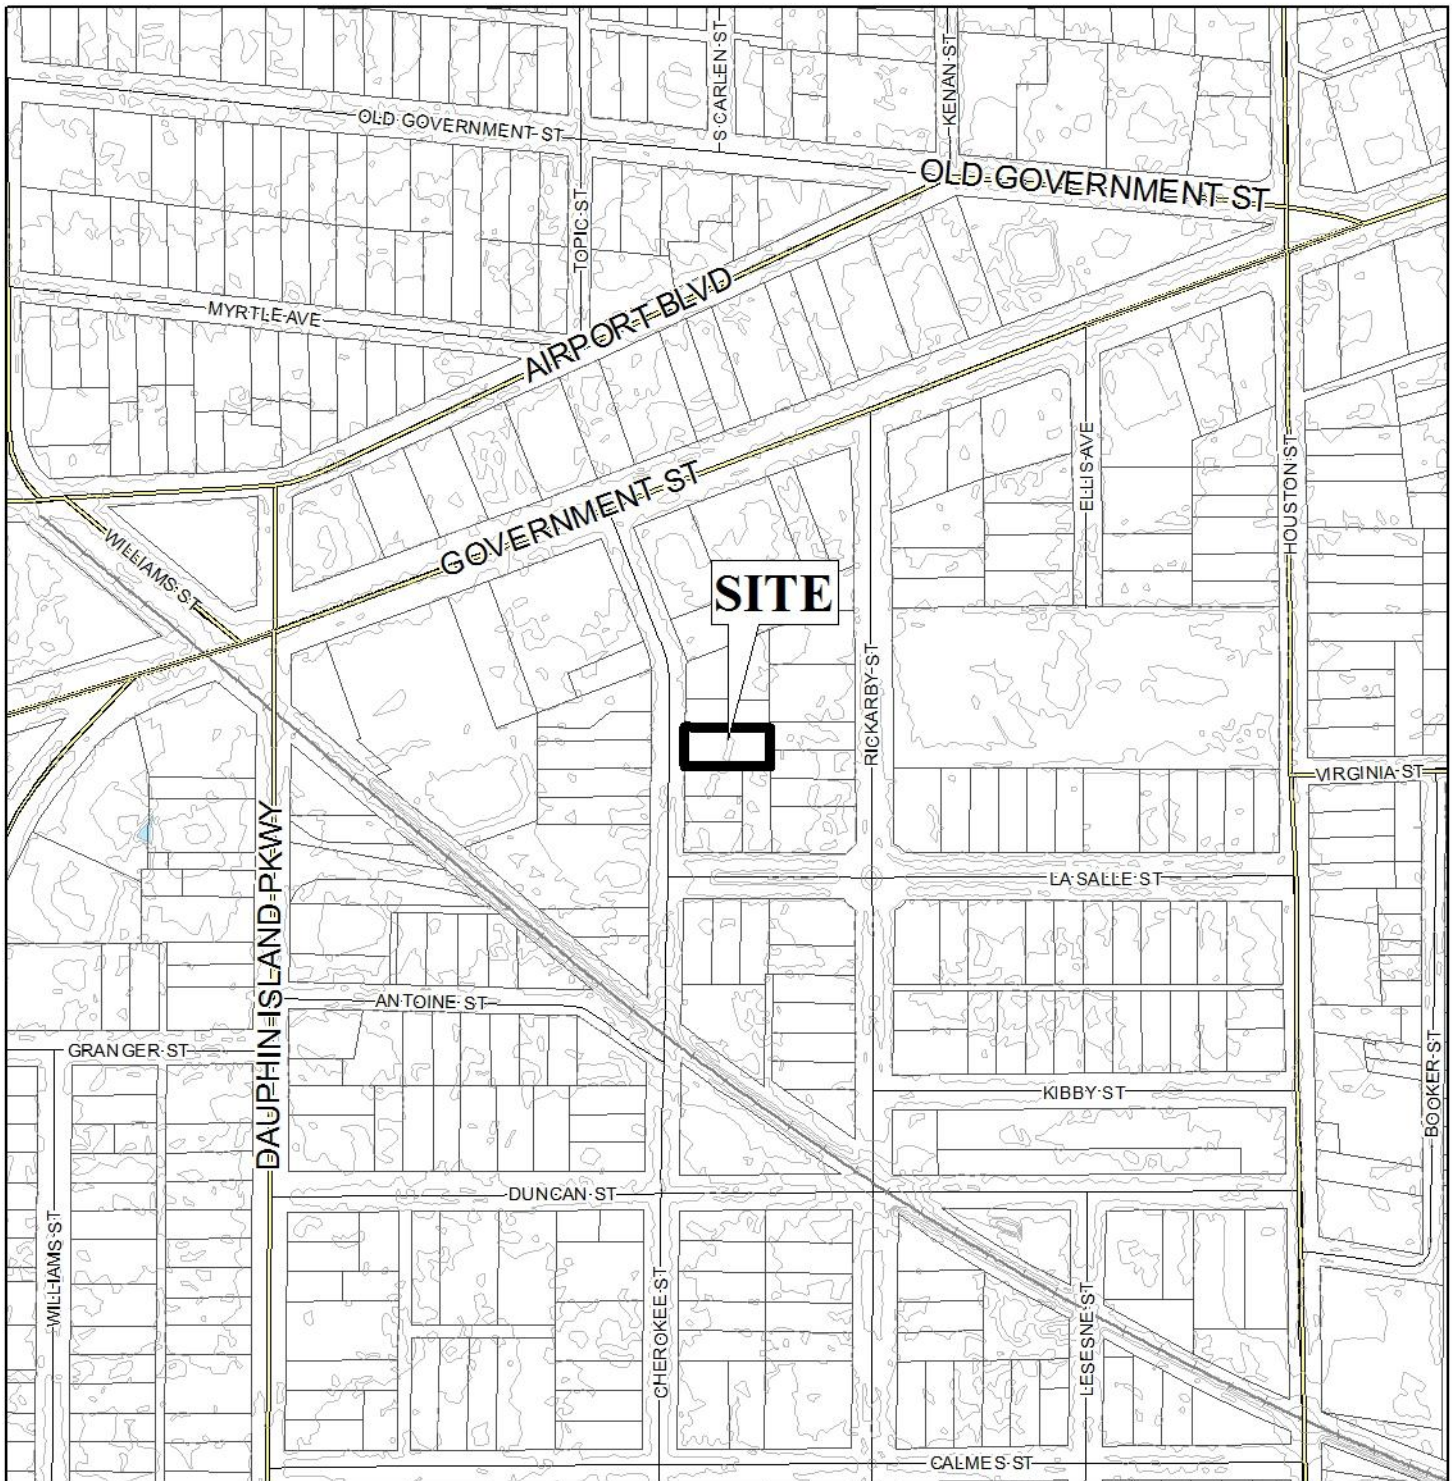 S CARLEN ST
KENAN ST
OLD GOVERNMENT ST
OLD GOVERNMENT ST
TOPIC ST
AIRPORT BLVD
MYRTLE AVE
GOVERNMENT ST
ELLIS AVE
HOUSTON ST
WILLIAMS ST
SITE
RICKARBY ST
VIRGINIA ST
DAUPHIN ISLAND PKWY
LA SALLE ST
ANTOINE ST
GRANGER ST
KIBBY ST
BOOKER ST
DUNCAN ST
WILLIAMS ST
CHEROKEE ST
LESESNE ST
CALMES ST